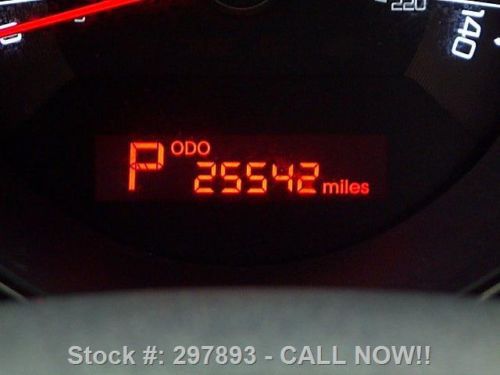 220
140
P ODO
25542 miles
Stock #: 297893 - CALL NOW!!